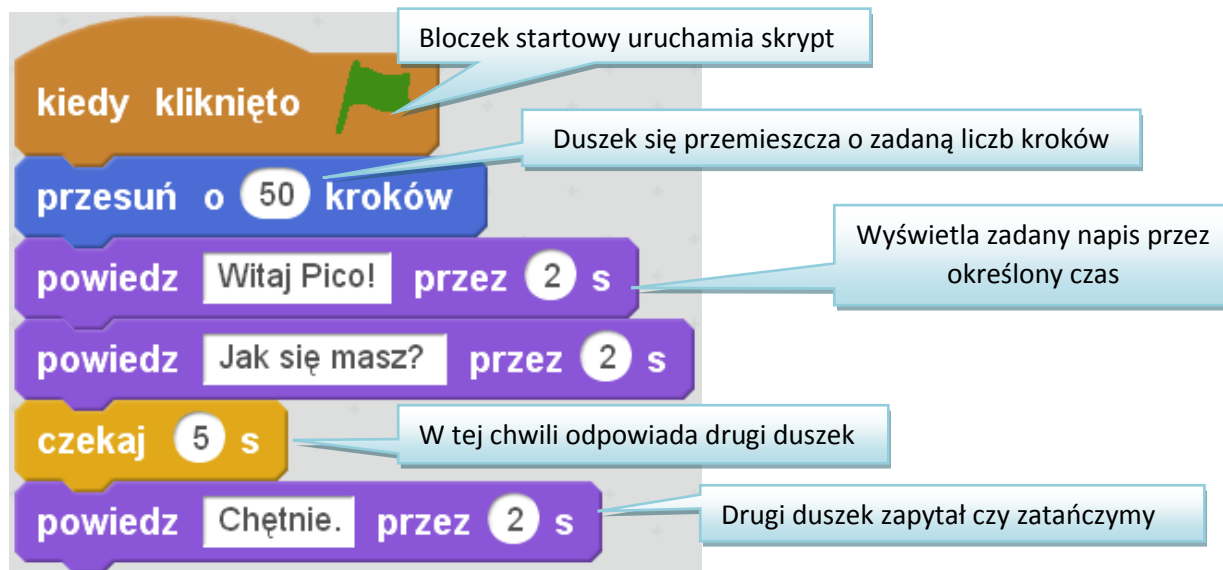 Bloczek startowy uruchamia skrypt
kiedy kliknięto
Duszek się przemieszcza o zadaną liczb kroków
przesuń o 50 kroków
Wyświetla zadany napis przez
określony czas
powiedz Witaj Pico! przez 2 s
powiedz Jak się masz? przez 2 s
czekaj 5 s
W tej chwili odpowiada drugi duszek
powiedz Chętnie. przez 2 s
Drugi duszek zapytał czy zatańczymy